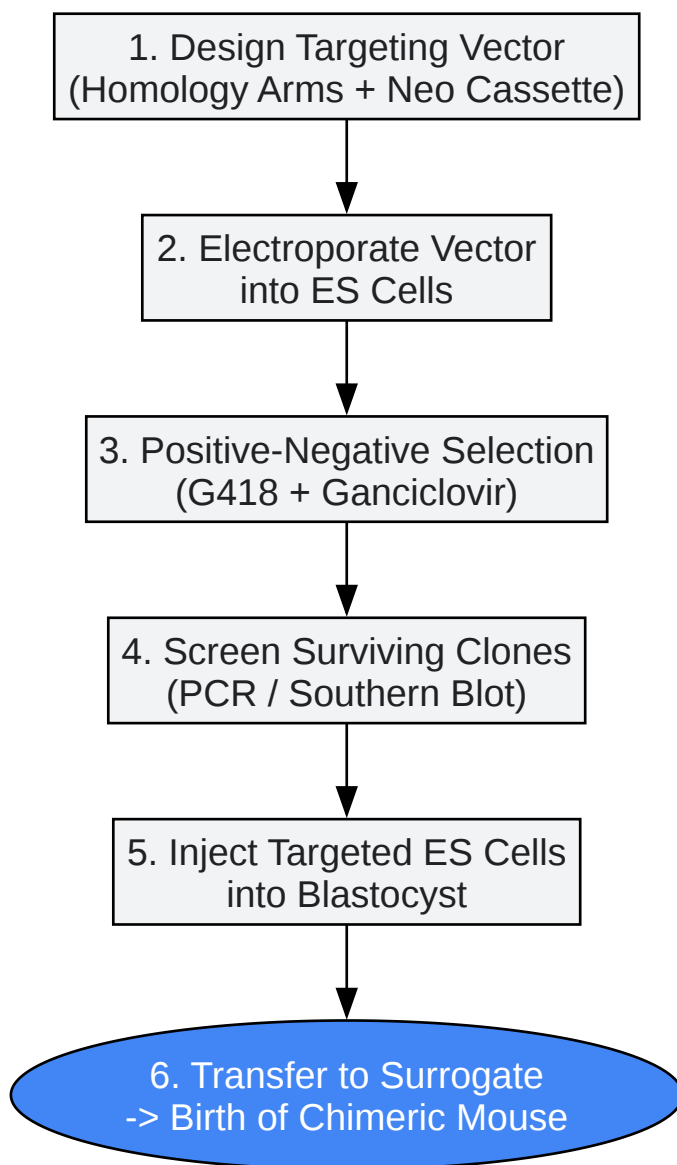 1. Design Targeting Vector
(Homology Arms + Neo Cassette)
2. Electroporate Vector
into ES Cells
3. Positive-Negative Selection
(G418 + Ganciclovir)
4. Screen Surviving Clones
(PCR / Southern Blot)
5. Inject Targeted ES Cells
into Blastocyst
6. Transfer to Surrogate
-> Birth of Chimeric Mouse